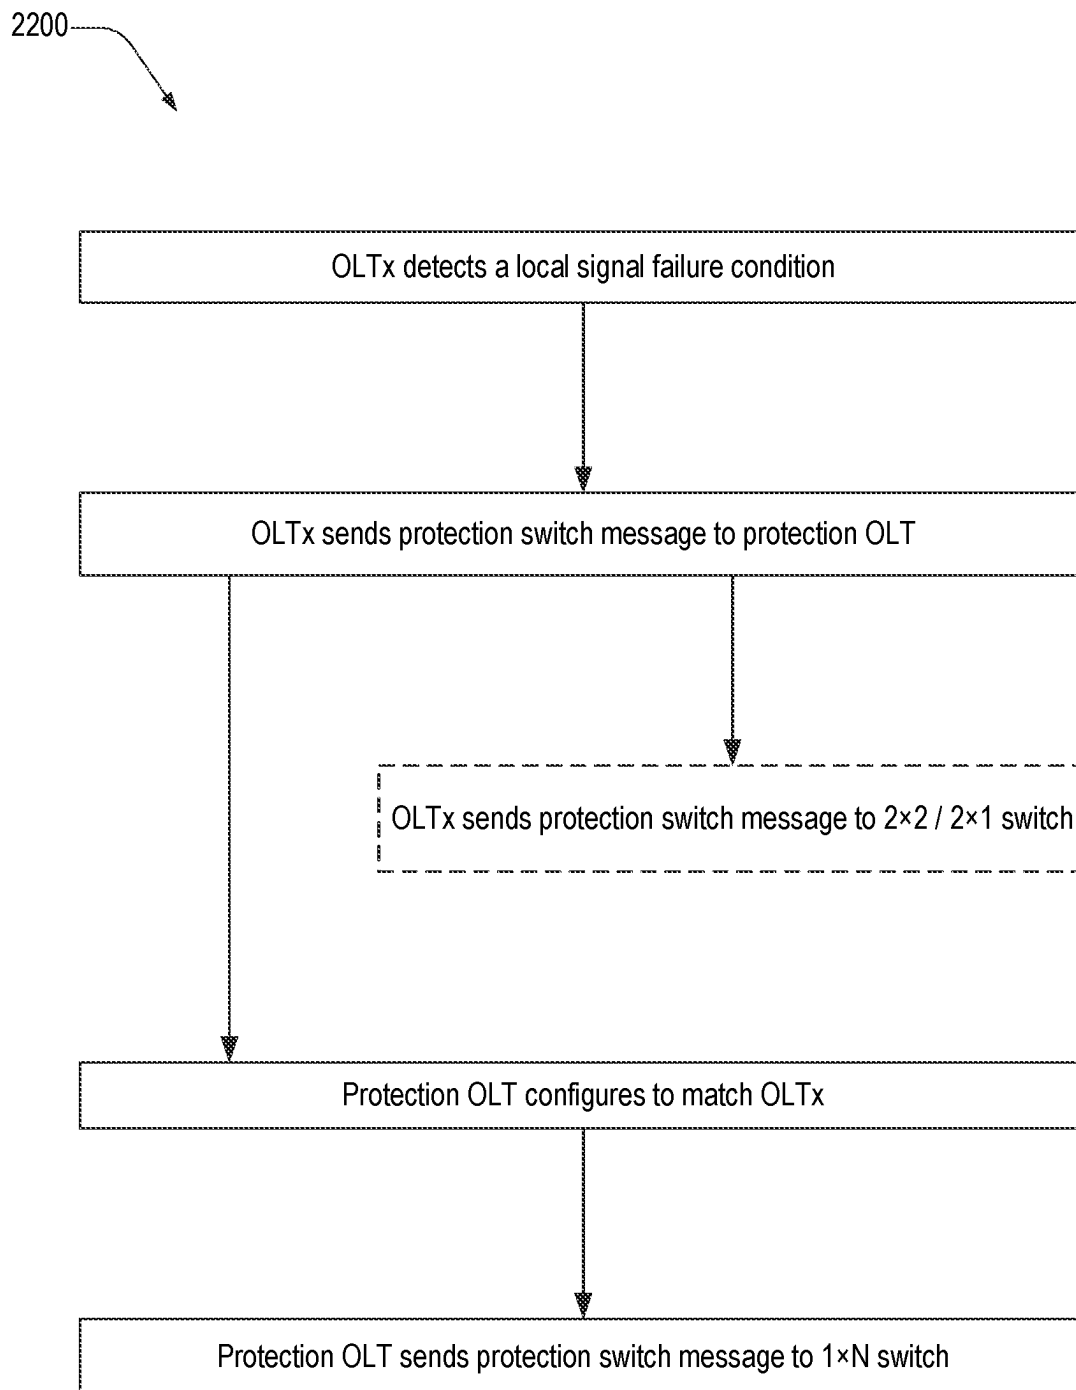 2200
OLTx detects a local signal failure condition
OLTx sends protection switch message to protection OLT
OLTx sends protection switch message to 2×2 / 2×1 switch
Protection OLT configures to match OLTx
Protection OLT sends protection switch message to 1×N switch